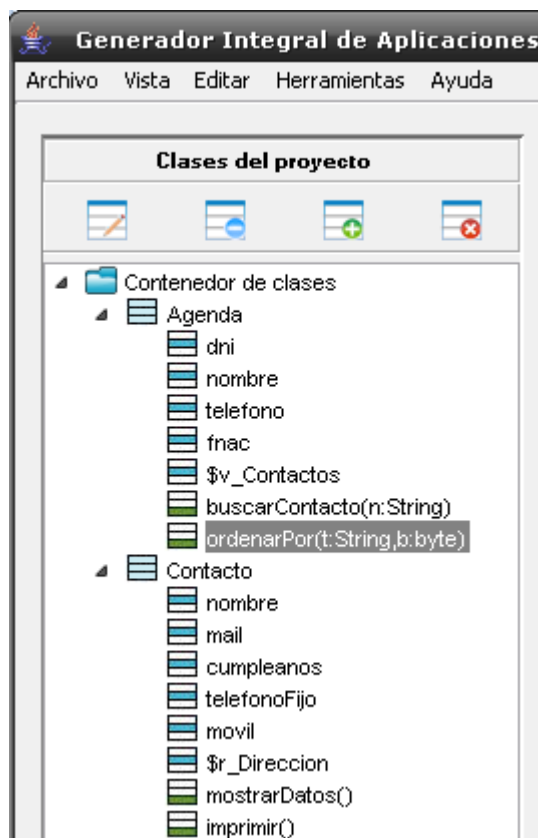 Generador Integral de Aplicaciones
Archivo Vista Editar Herramientas Ayuda
Clases del proyecto
Contenedor de clases
Agenda
dni
nombre
telefono
fnac
$v_Contactos
buscarContacto(n:String)
ordenarPor(t:String,b:byte)
Contacto
nombre
mail
cumpleanos
telefonoFijo
movil
$r_Direccion
mostrarDatos()
imprimir()